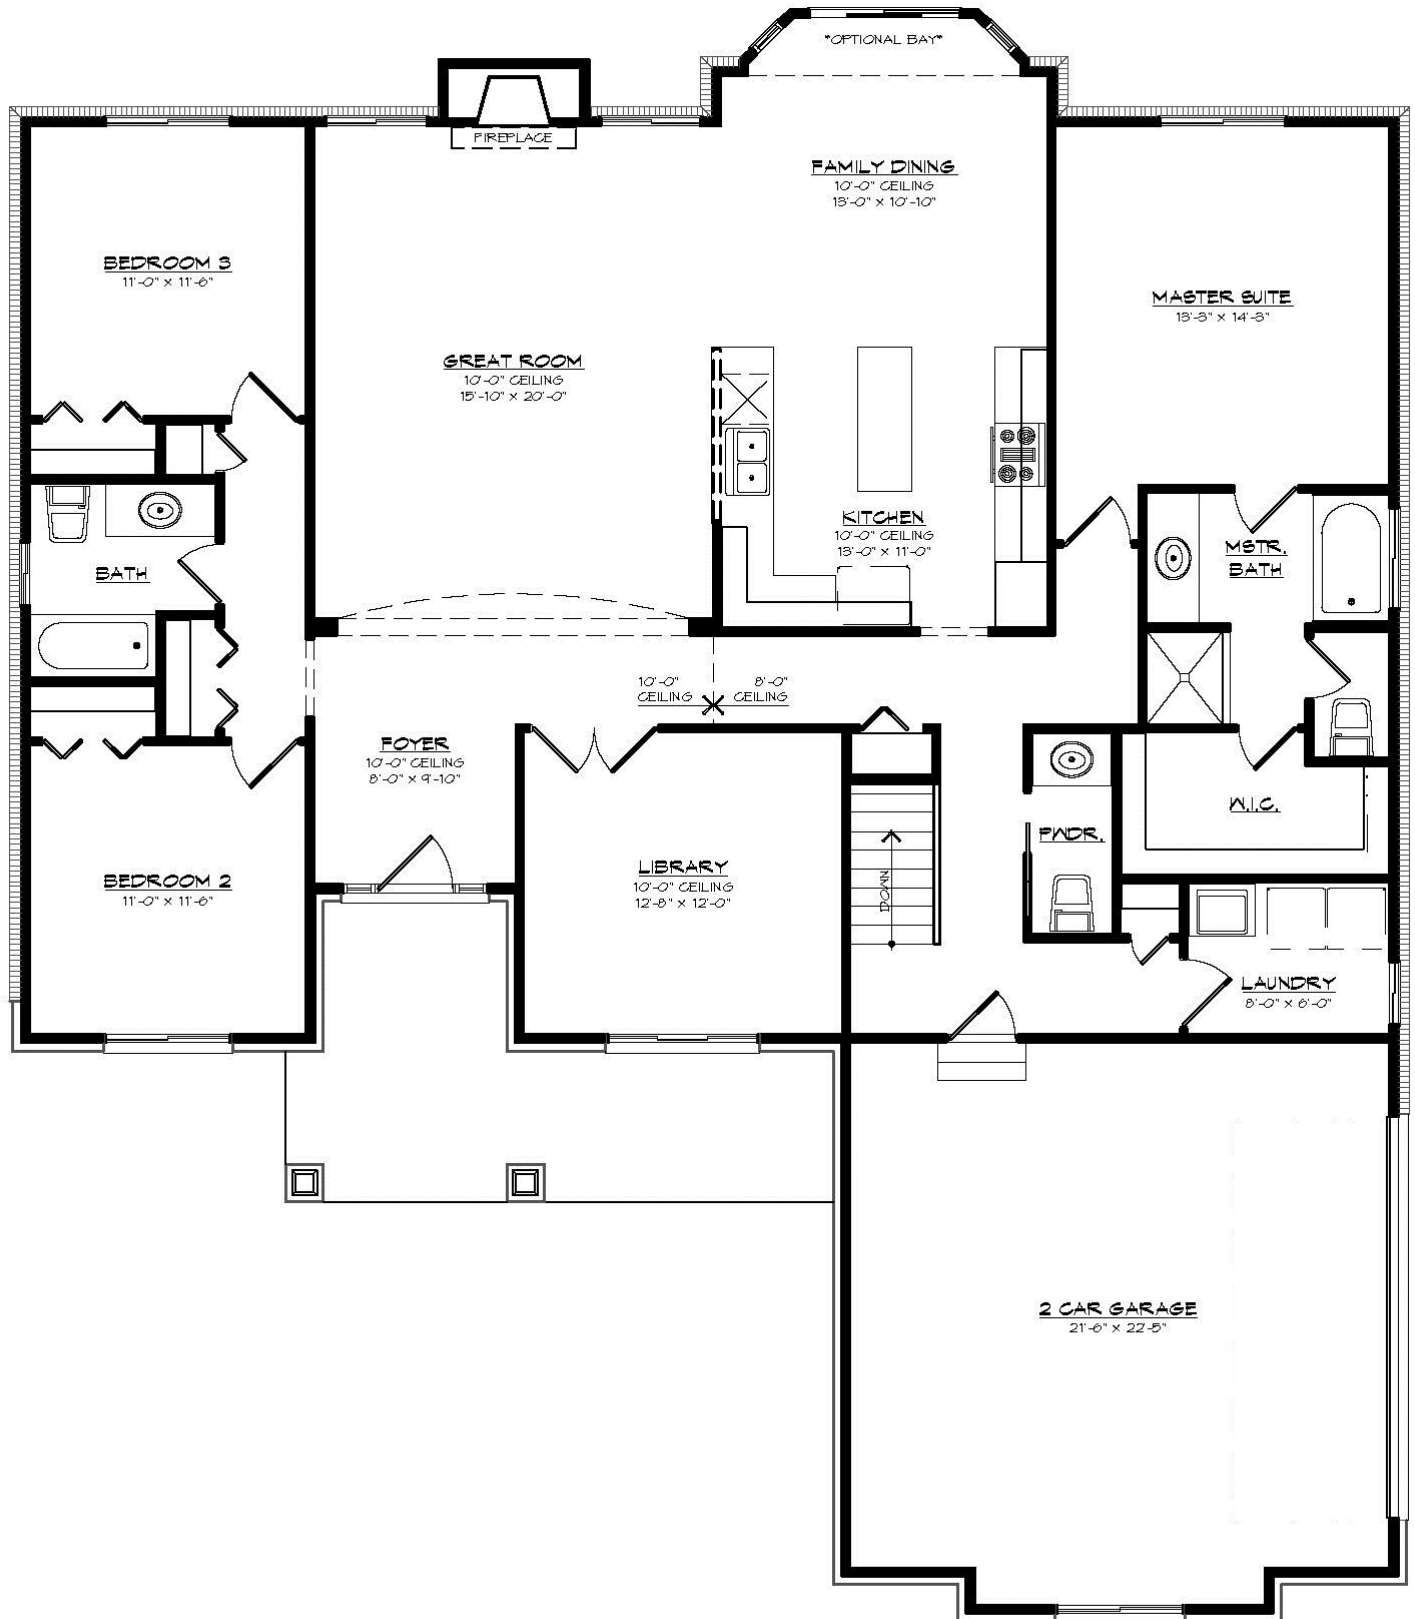 *OPTIONAL BAY*
FIREPLACE
FAMILY DINING
10'-0" CEILING
13'-0" x 10'-10"
BEDROOM 3
11'-0" x 11'-6"
MASTER SUITE
13'-3" x 14'-3"
GREAT ROOM
10'-0" CEILING
15'-10" x 20'-0"
KITCHEN
10'-0" CEILING
13'-0" x 11'-0"
MSTR.
BATH
BATH
10'-0"
CEILING
8'-0"
CEILING
FOYER
10'-0" CEILING
8'-0" x 9'-10"
W.I.C.
PWDR.
LIBRARY
10'-0" CEILING
12'-8" x 12'-0"
DOWN
BEDROOM 2
11'-0" x 11'-6"
LAUNDRY
8'-0" x 6'-0"
2 CAR GARAGE
21'-6" x 22'-5"